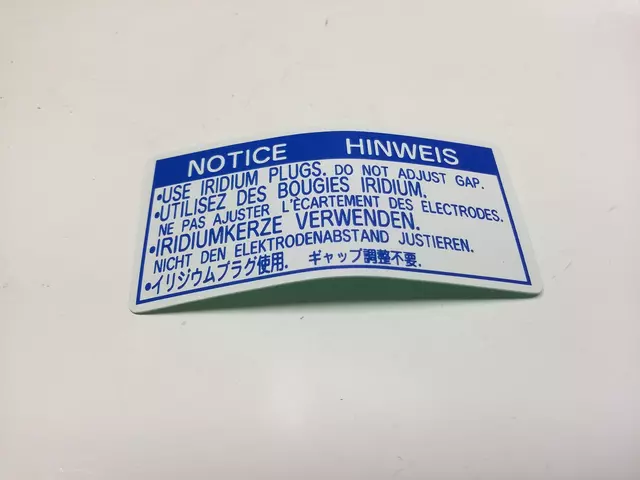 NOTICE HINWEIS
•USE IRIDIUM PLUGS. DO NOT ADJUST GAP.
•UTILISEZ DES BOUGIES IRIDIUM.
NE PAS AJUSTER L'ÈCARTEMENT DES ÉLECTRODES.
•IRIDIUMKERZE VERWENDEN.
NICHT DEN ELEKTRODENABSTAND JUSTIEREN.
•イリジウムプラグ使用. ギャップ調整不要.